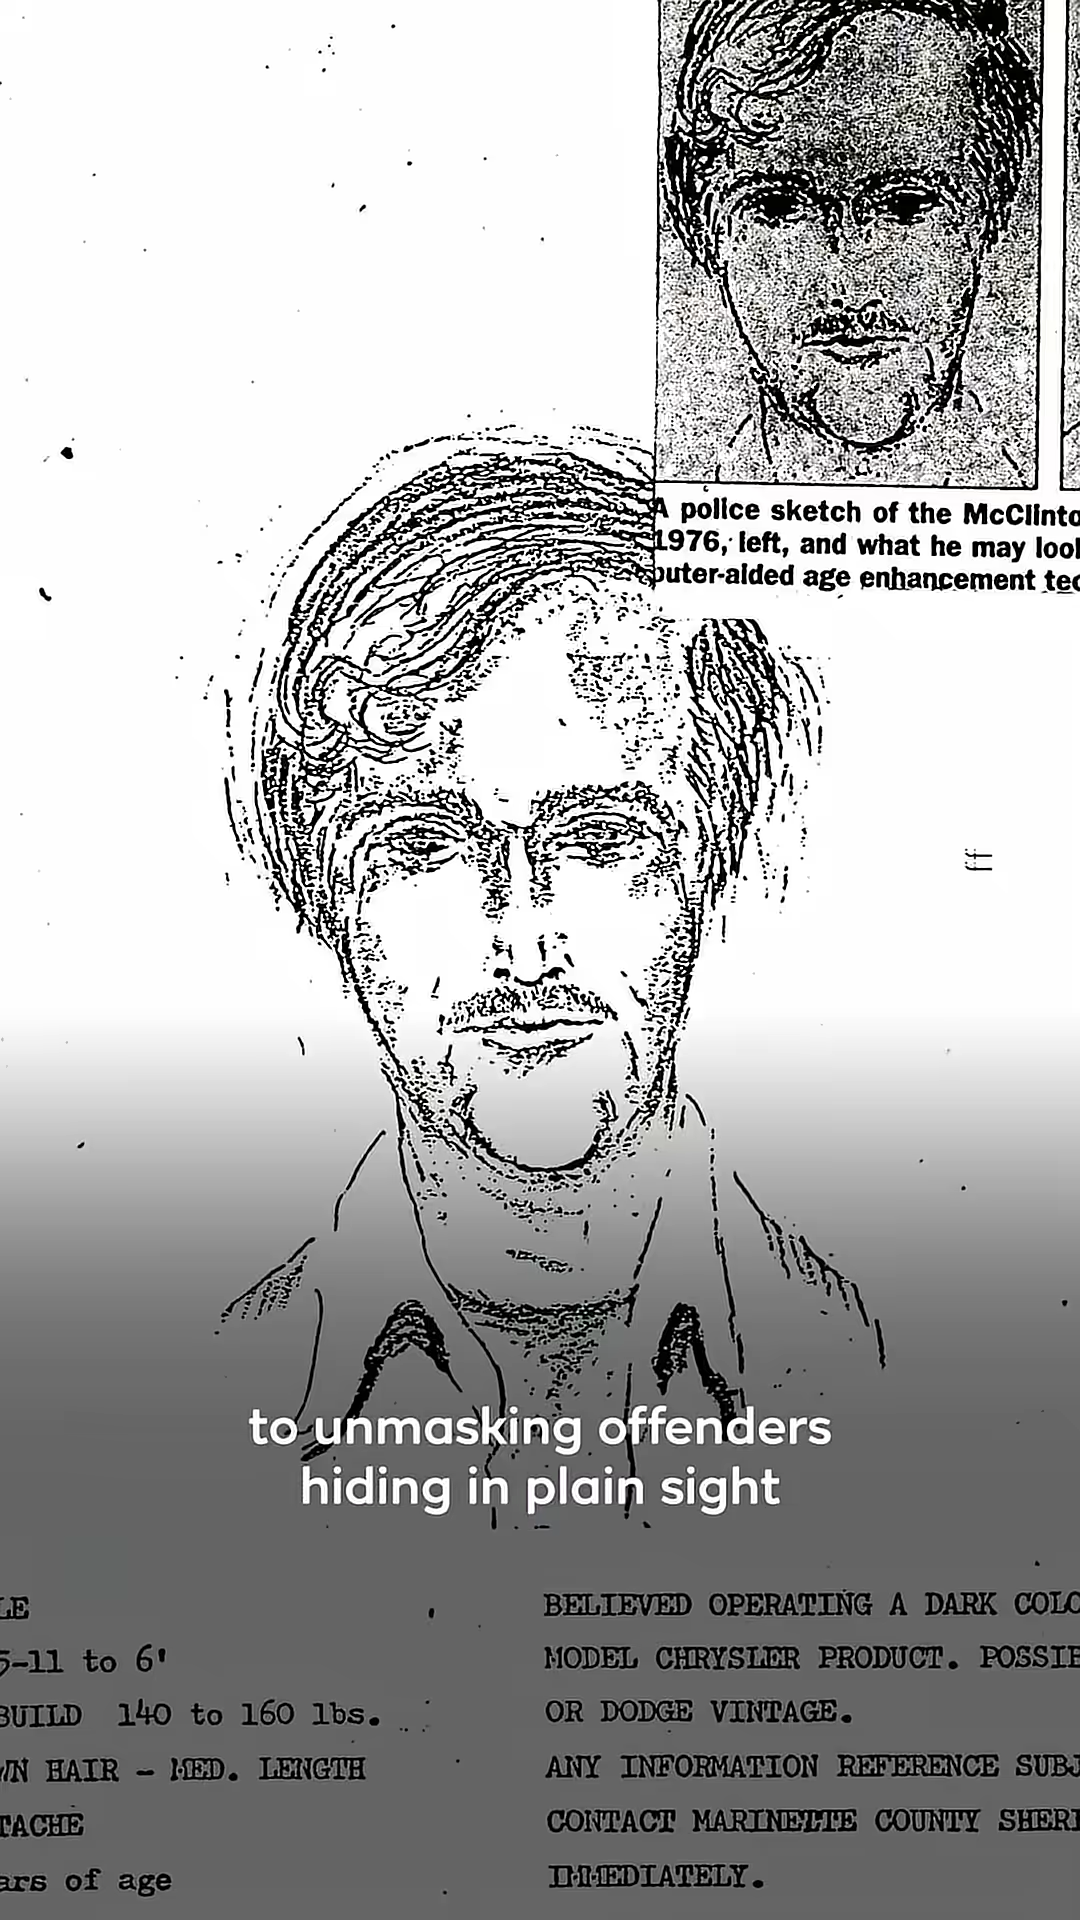 A police sketch of the McClinto
1976, left, and what he may lool
puter-aided age enhancement tec
to unmasking offenders
hiding in plain sight
LE
5-11 to 6'
BUILD 140 to 160 lbs.
WN HAIR - MED. LENGTH
TACHE
ars of age
BELIEVED OPERATING A DARK COLO
MODEL CHRYSLER PRODUCT. POSSIB
OR DODGE VINTAGE.
ANY INFORMATION REFERENCE SUBJ
CONTACT MARINETTE COUNTY SHERI
IMMEDIATELY.